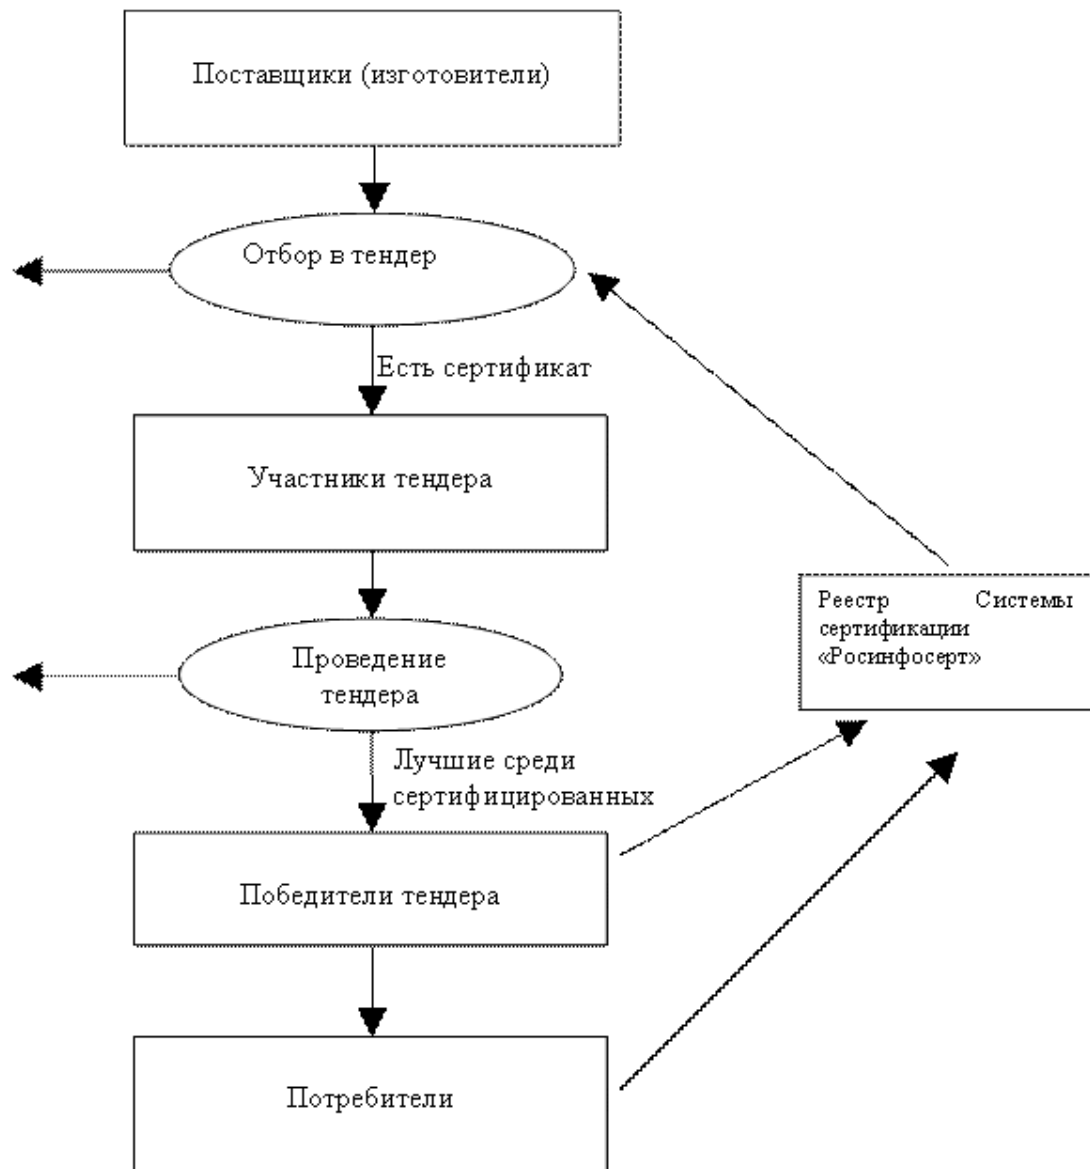 Поставщики (изготовители)
Отбор в тендер
Есть сертификат
Участники тендера
Реестр Системы
сертификации
«Росинфосерт»
Проведение
тендера
Лучшие среди
сертифицированных
Победители тендера
Потребители